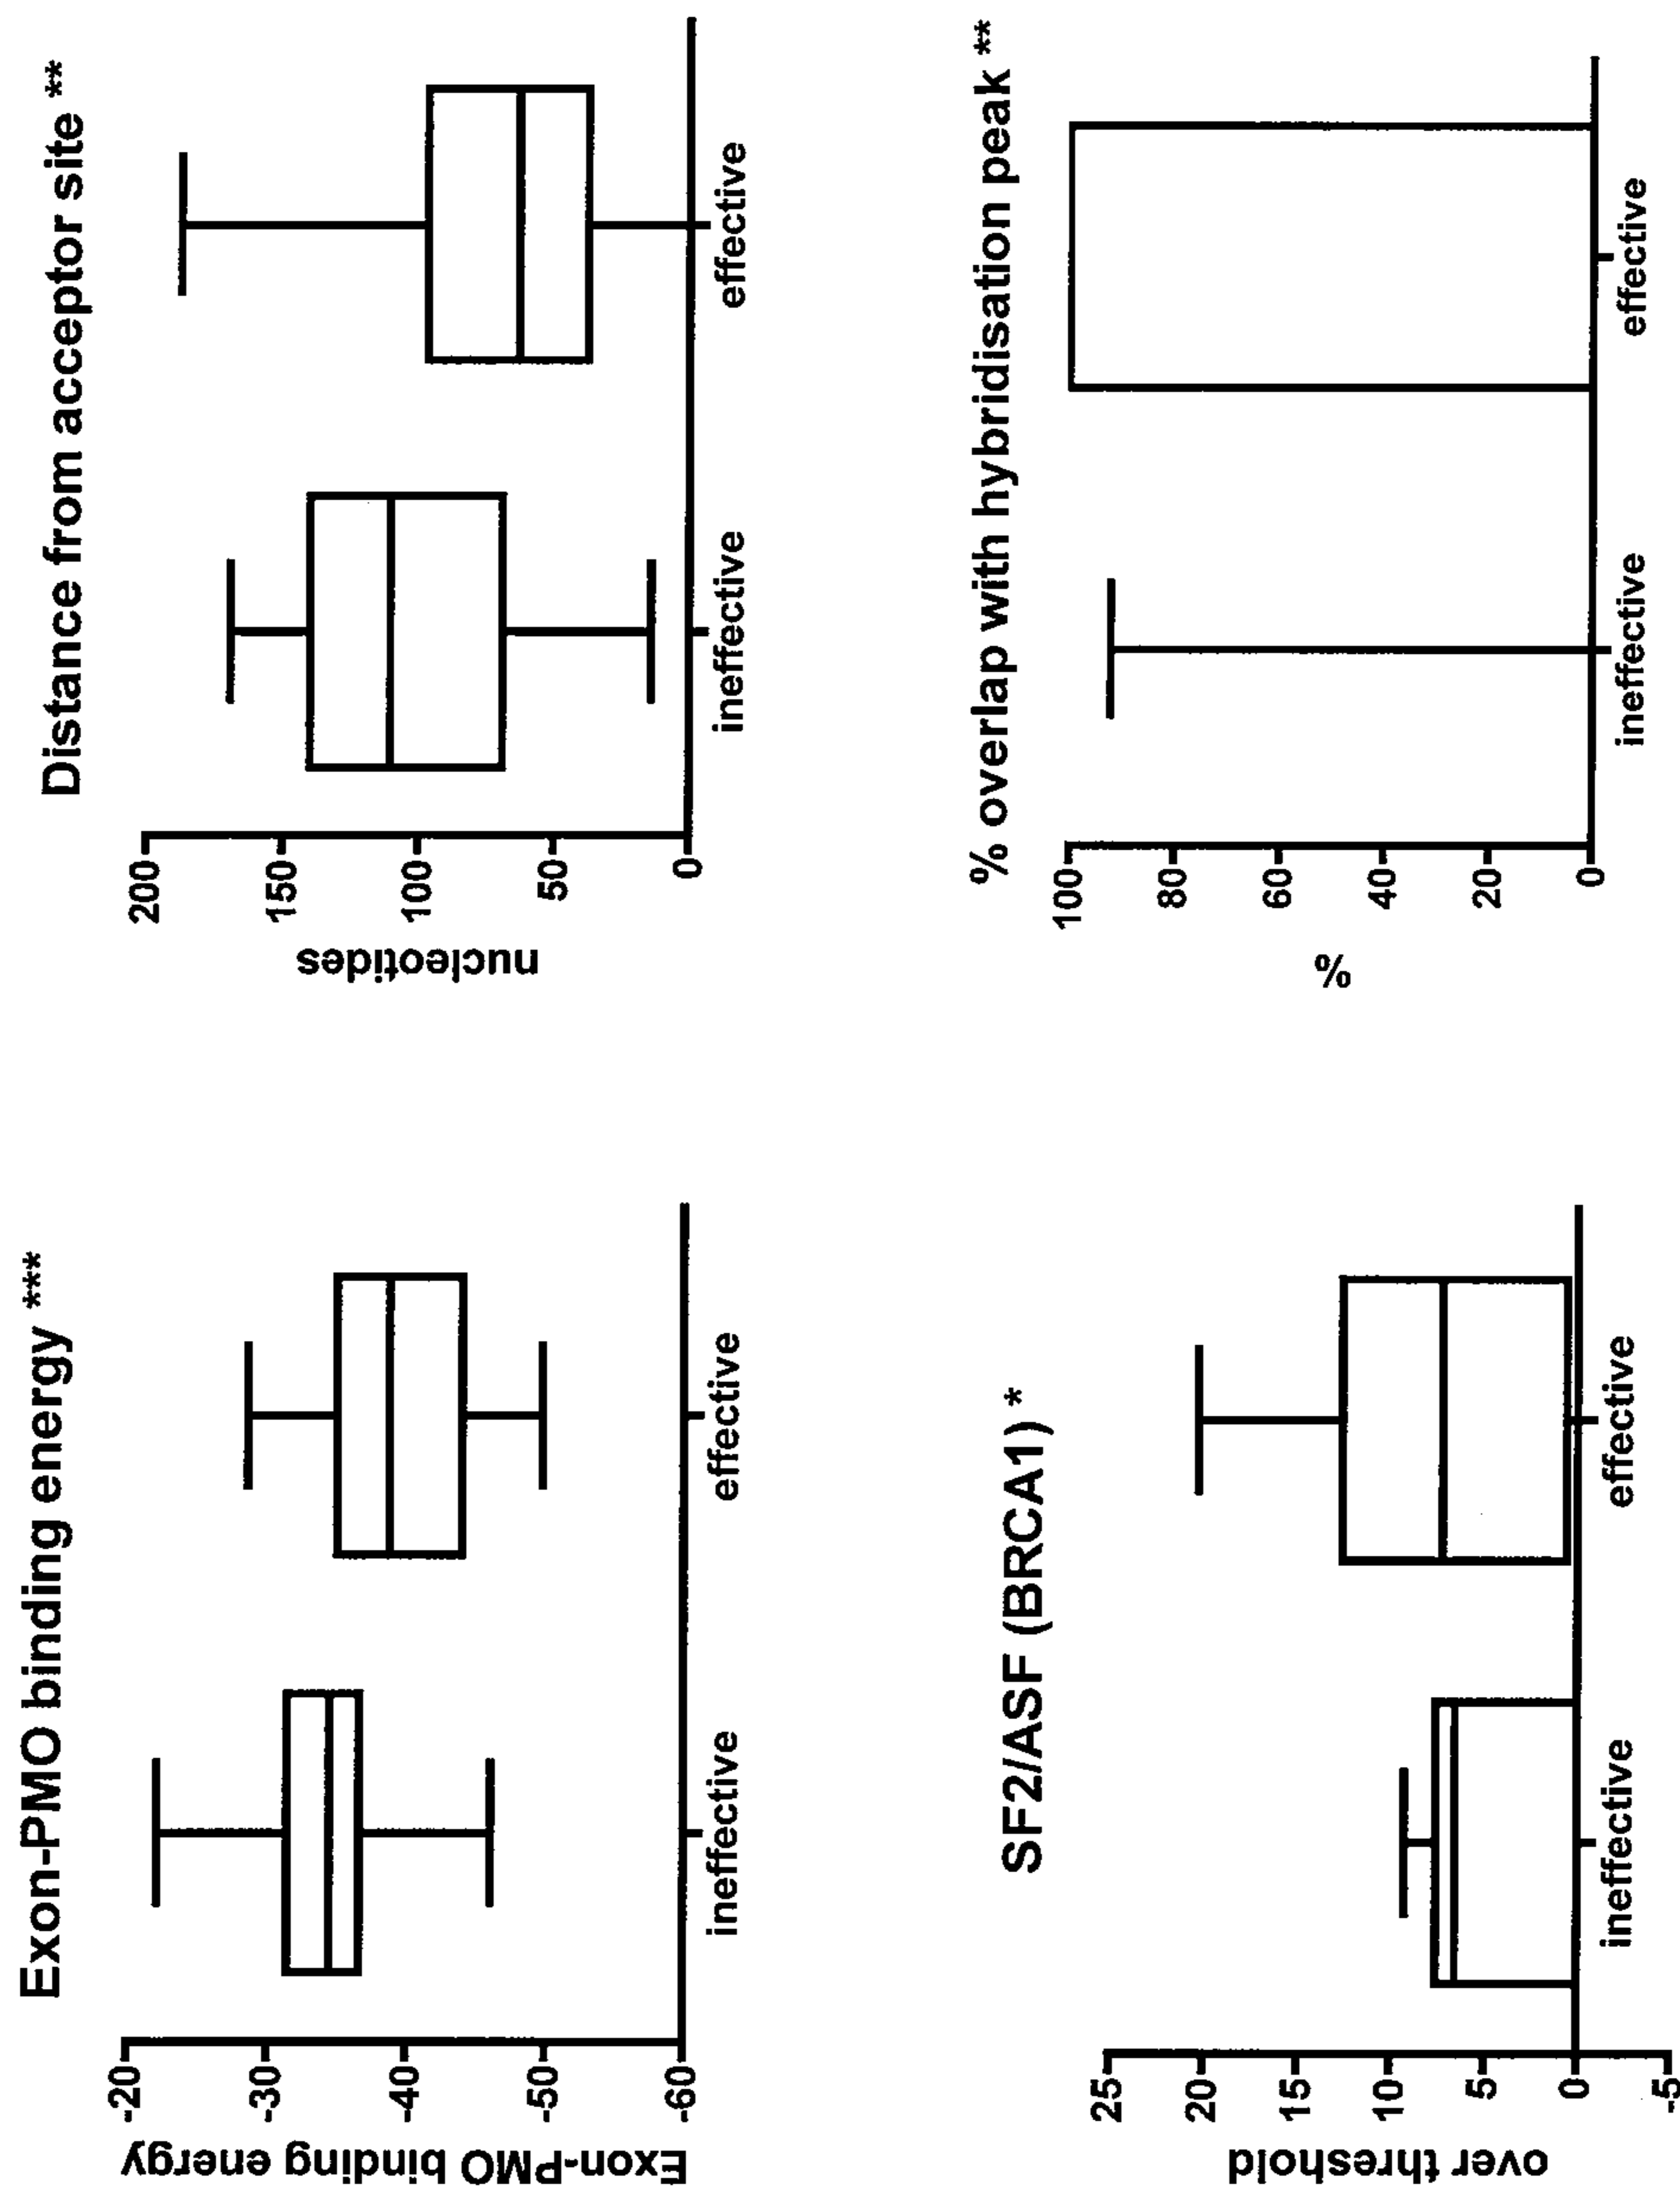 Exon-PMO binding energy ***
Exon-PMO binding energy
-20
-30
-40
-50
-60
ineffective
effective
Distance from acceptor site **
nucleotides
200
150
100
50
0
ineffective
effective
SF2/ASF (BRCA1) *
over threshold
25
20
15
10
5
0
-5
ineffective
effective
% overlap with hybridisation peak **
%
100
80
60
40
20
0
ineffective
effective